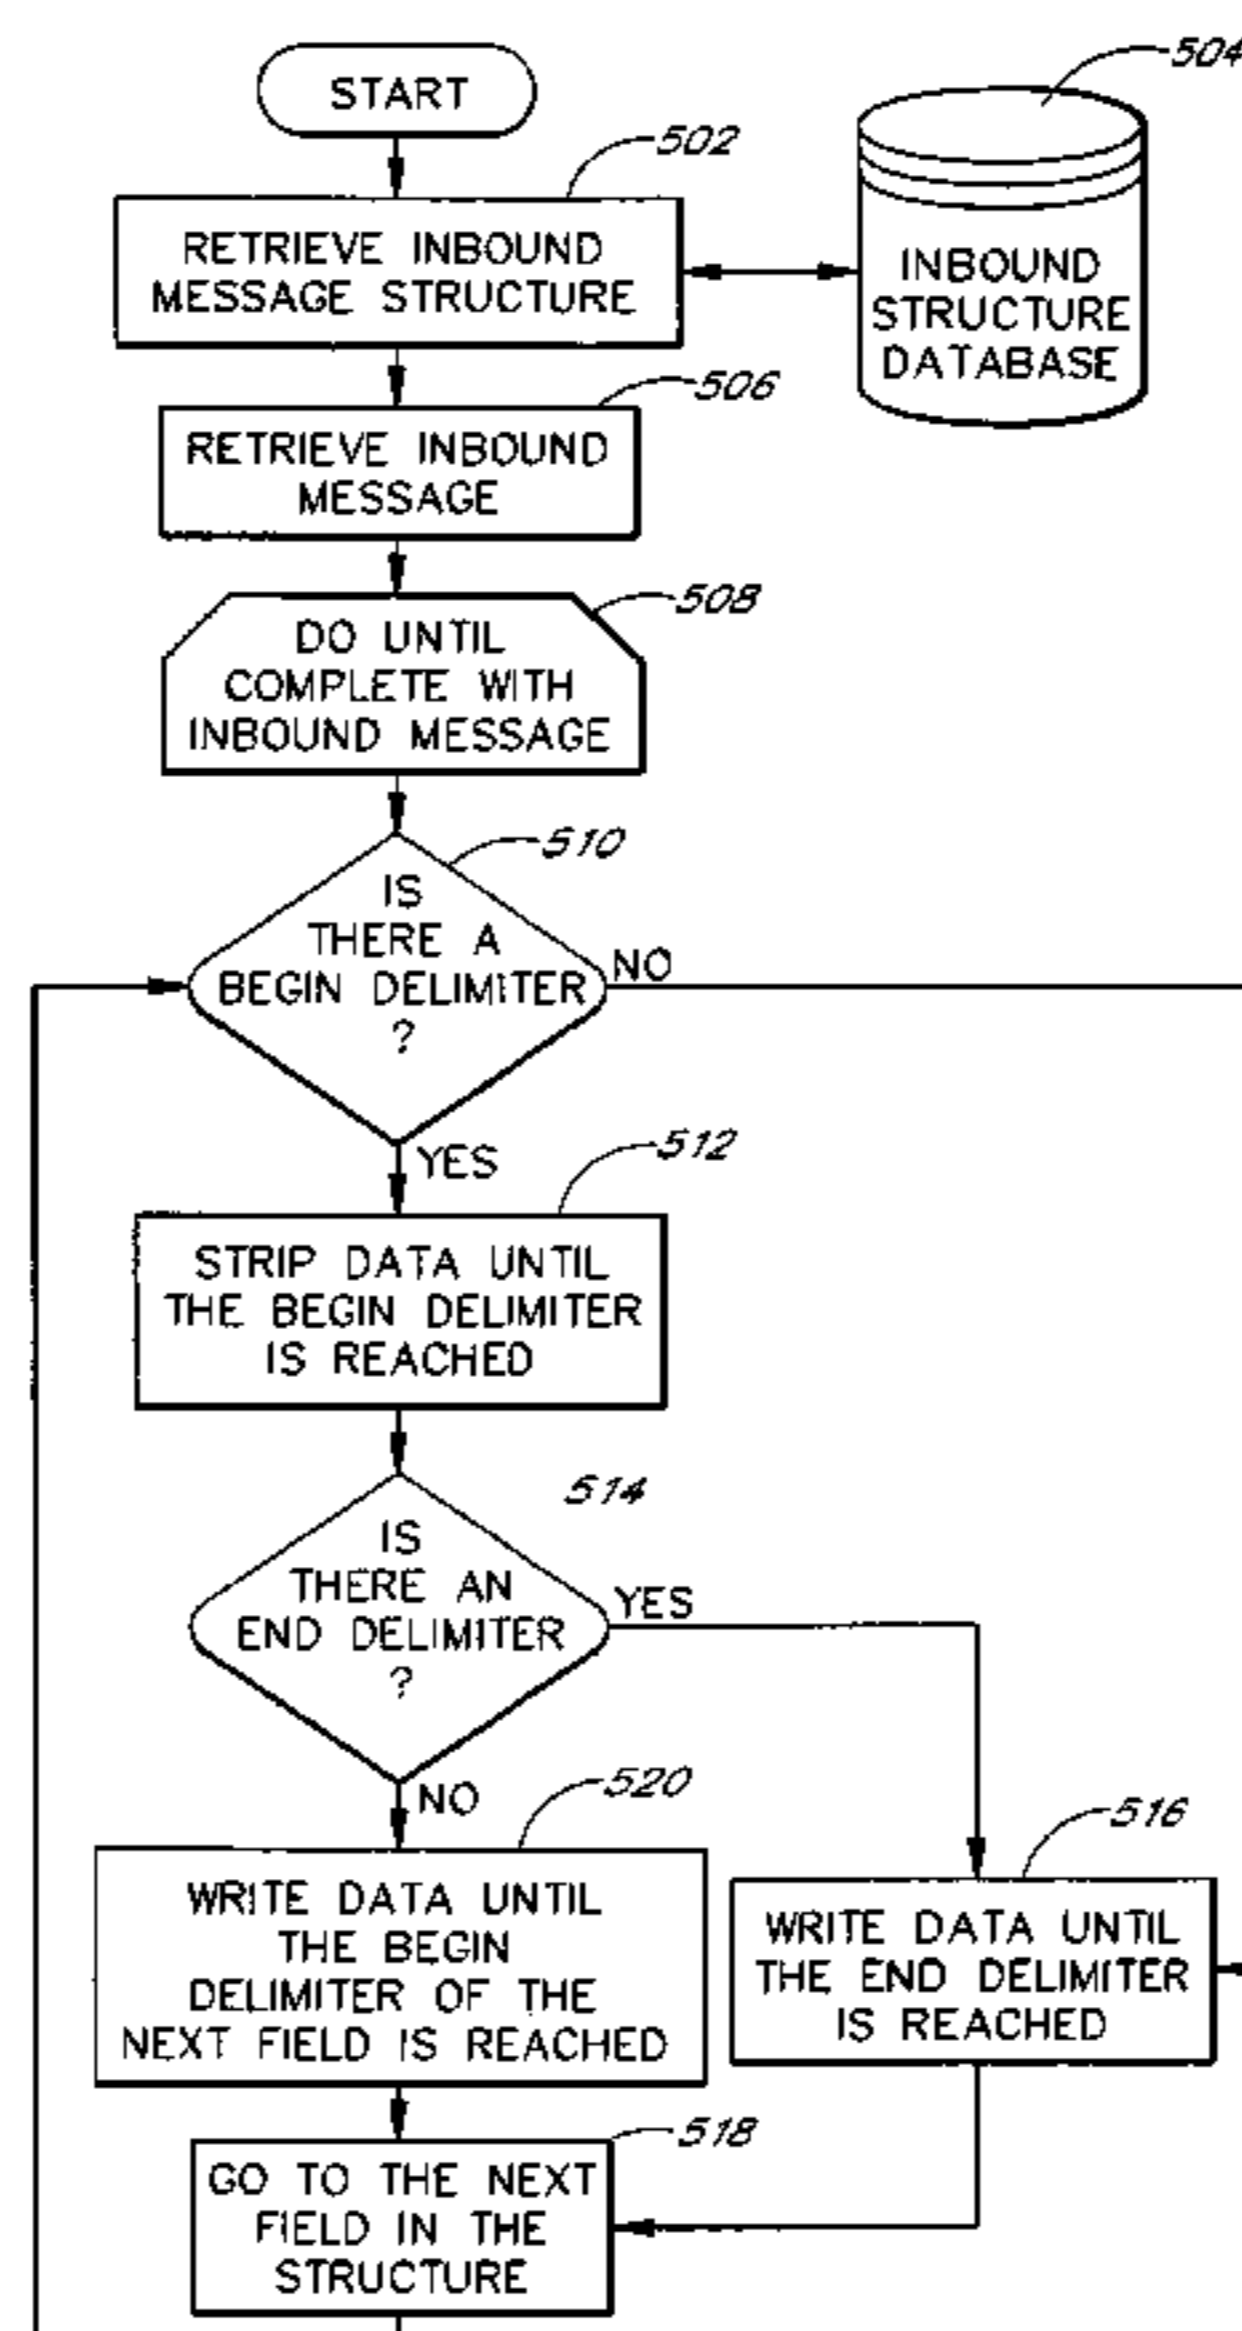 START
504
502
RETRIEVE INBOUND
MESSAGE STRUCTURE
INBOUND
STRUCTURE
DATABASE
506
RETRIEVE INBOUND
MESSAGE
508
DO UNTIL
COMPLETE WITH
INBOUND MESSAGE
510
IS
THERE A
BEGIN DELIMITER
?
NO
YES
512
STRIP DATA UNTIL
THE BEGIN DELIMITER
IS REACHED
514
IS
THERE AN
END DELIMITER
?
YES
NO
520
WRITE DATA UNTIL
THE BEGIN
DELIMITER OF THE
NEXT FIELD IS REACHED
516
WRITE DATA UNTIL
THE END DELIMITER
IS REACHED
518
GO TO THE NEXT
FIELD IN THE
STRUCTURE